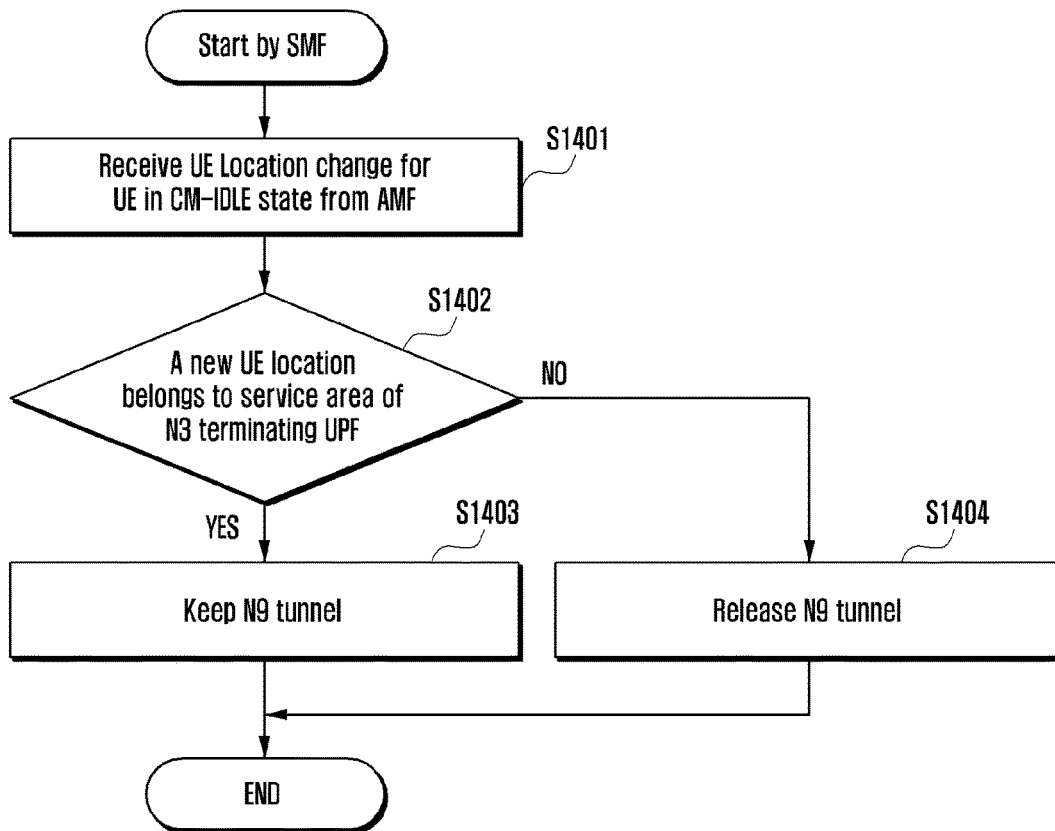 Start by SMF
S1401
Receive UE Location change for
UE in CM-IDLE state from AMF
S1402
A new UE location
belongs to service area of
N3 terminating UPF
NO
YES
S1403
S1404
Keep N9 tunnel
Release N9 tunnel
END